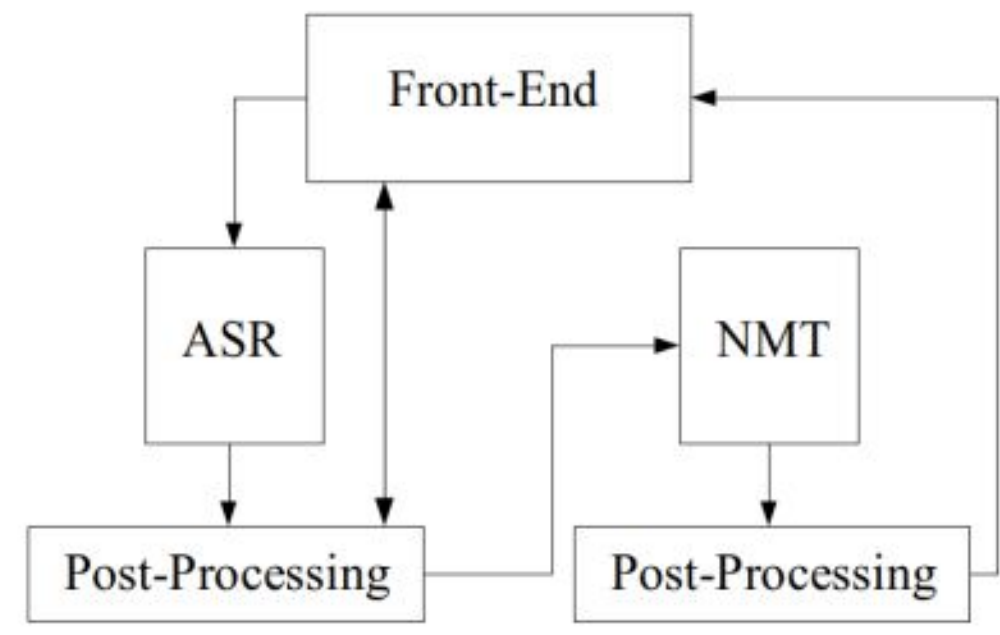 Front-End
ASR
NMT
Post-Processing
Post-Processing